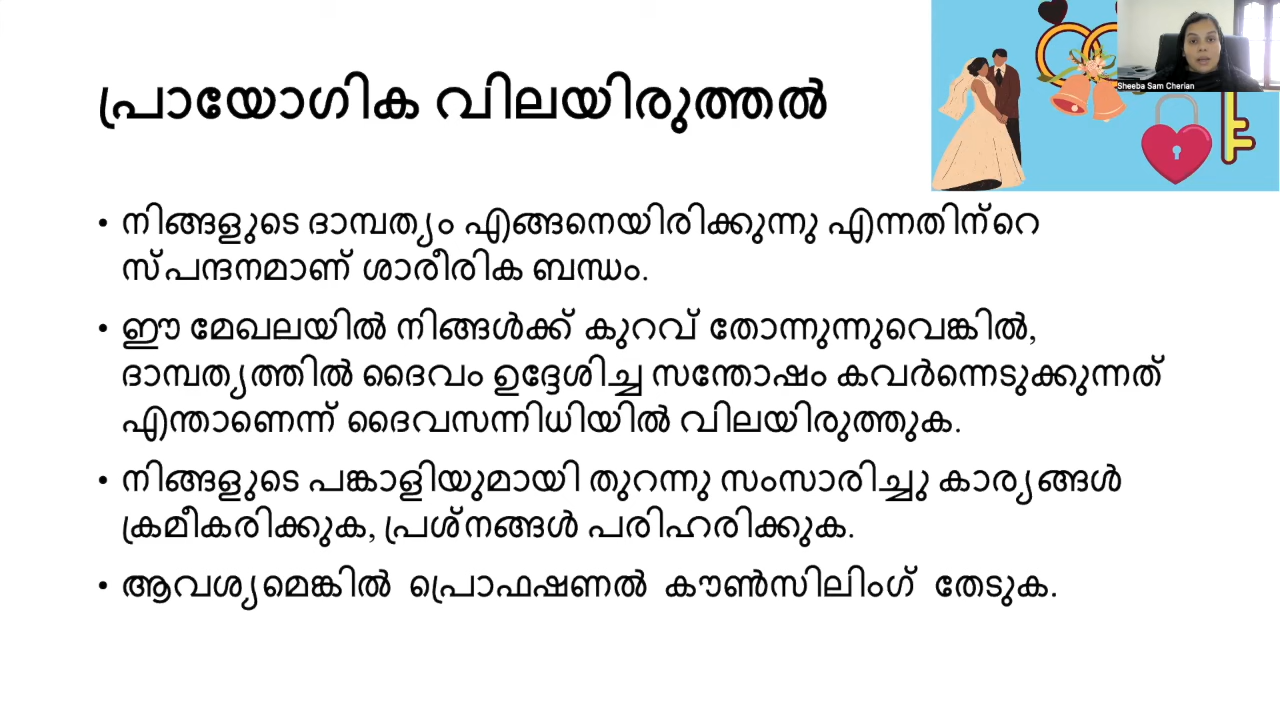 പ്രായോഗിക വിലയിരുത്തൽ
Sheeba Sam Cherian
• നിങ്ങളുടെ ദാമ്പത്യം എങ്ങനെയിരിക്കുന്നു എന്നതിന്റെ
സ്പന്ദനമാണ് ശാരീരിക ബന്ധം.
• ഈ മേഖലയിൽ നിങ്ങൾക്ക് കുറവ് തോന്നുന്നുവെങ്കിൽ,
ദാമ്പത്യത്തിൽ ദൈവം ഉദ്ദേശിച്ച സന്തോഷം കവർന്നെടുക്കുന്നത്
എന്താണെന്ന് ദൈവസന്നിധിയിൽ വിലയിരുത്തുക.
• നിങ്ങളുടെ പങ്കാളിയുമായി തുറന്നു സംസാരിച്ചു കാര്യങ്ങൾ
ക്രമീകരിക്കുക, പ്രശ്നങ്ങൾ പരിഹരിക്കുക.
• ആവശ്യമെങ്കിൽ പ്രൊഫഷണൽ കൗൺസിലിംഗ് തേടുക.